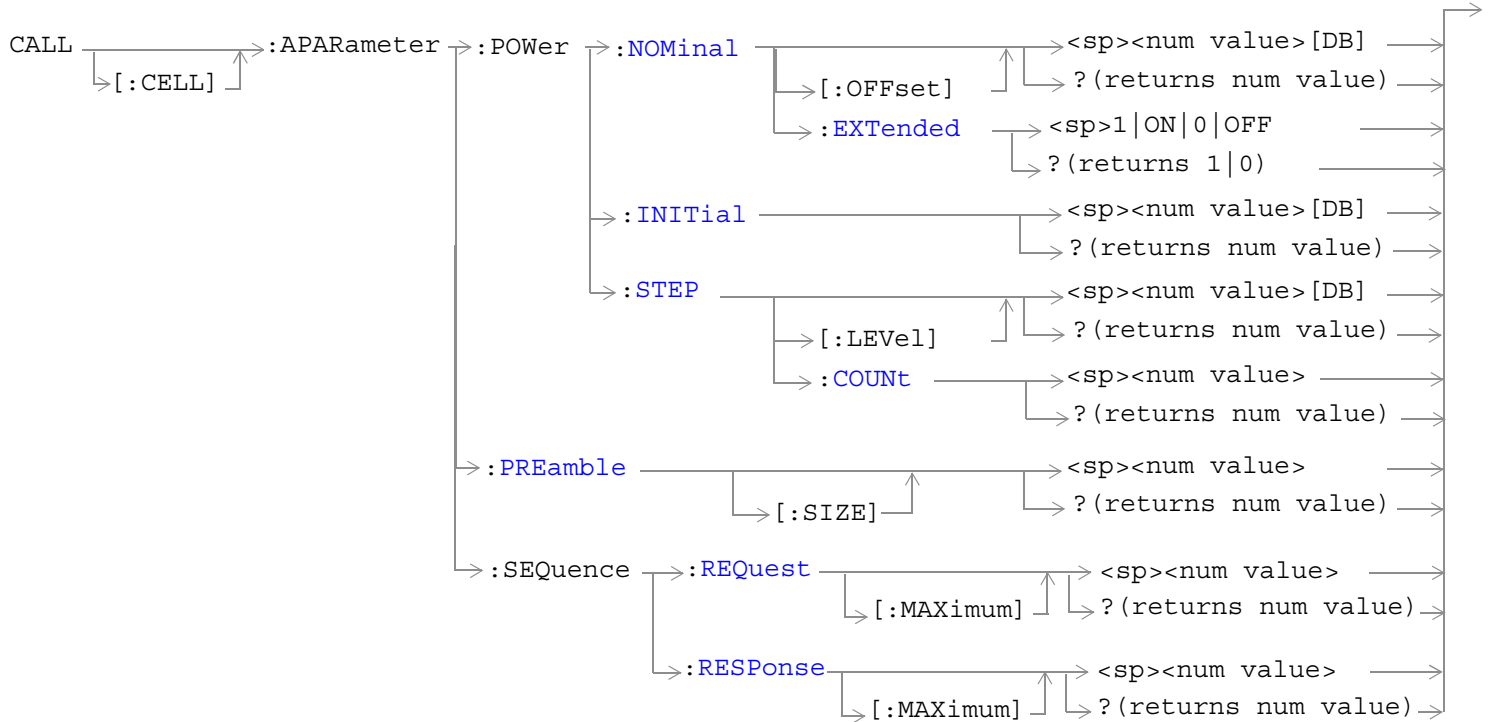 CALL :APARameter :POWer :NOMinal <sp><num value>[DB]
[:CELL] [:OFFset] ?(returns num value)
:EXTended <sp>1|ON|0|OFF
?(returns 1|0)
:INITial <sp><num value>[DB]
?(returns num value)
:STEP <sp><num value>[DB]
[:LEVel] ?(returns num value)
:COUNt <sp><num value>
?(returns num value)
:PREamble <sp><num value>
[:SIZE] ?(returns num value)
:SEQuence :REQuest <sp><num value>
[:MAXimum] ?(returns num value)
:RESPonse <sp><num value>
[:MAXimum] ?(returns num value)